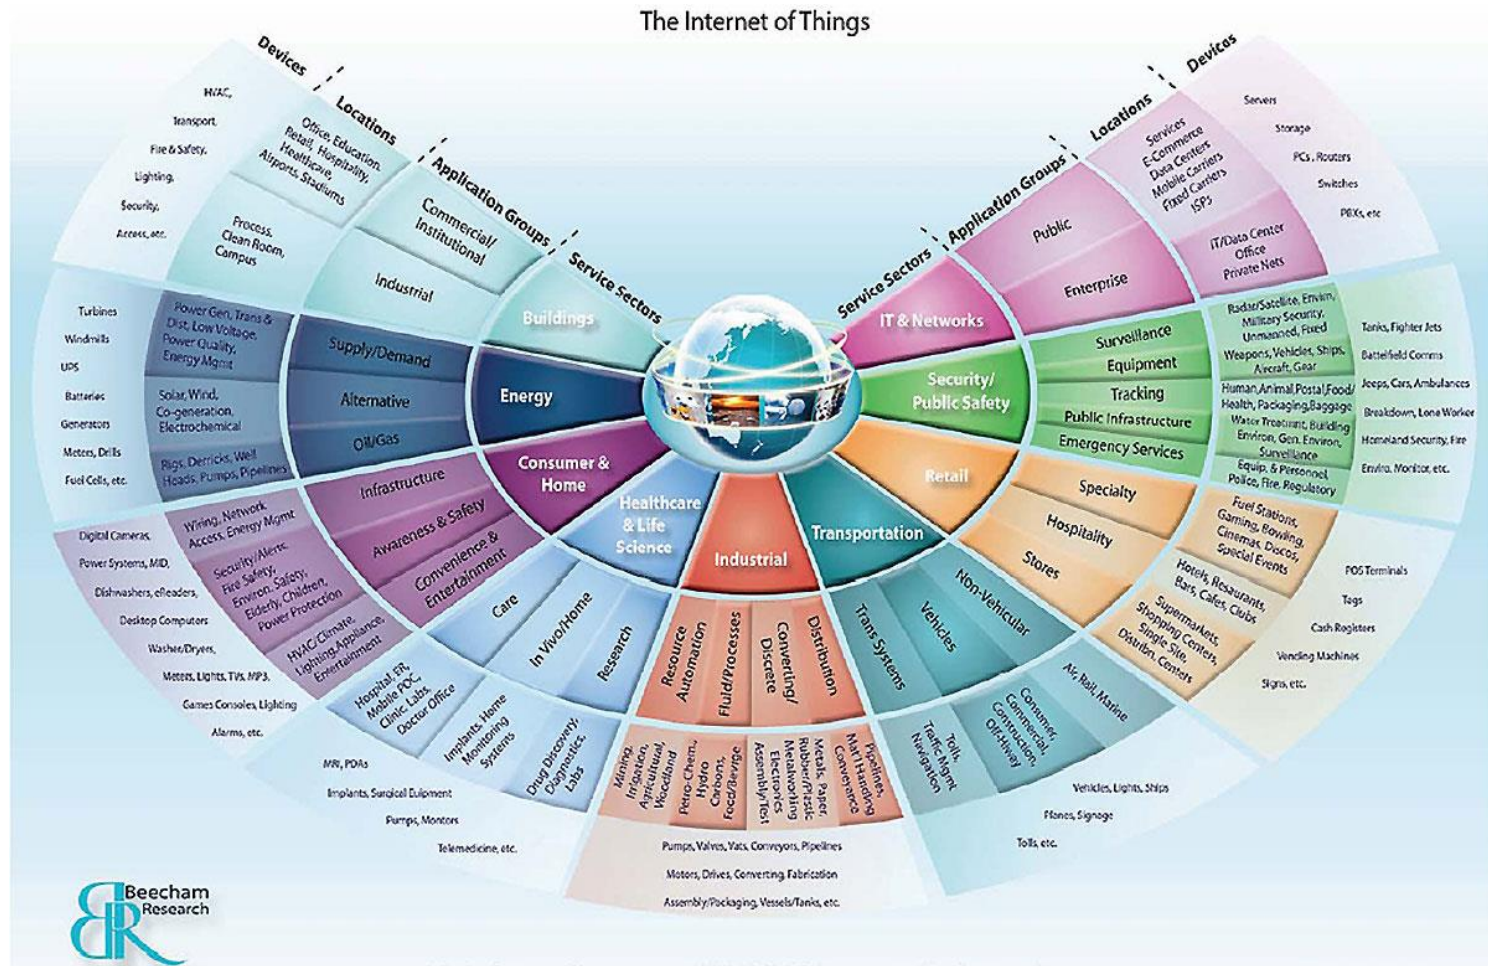 The Internet of Things
Devices
Locations
Application Groups
Service Sectors
HVAC,
Transport,
Fire & Safety,
Lighting,
Security,
Access, etc.
Office, Education,
Retail, Hospitality,
Healthcare,
Airports, Stadiums
Process,
Clean Room,
Campus
Commercial/
Institutional
Industrial
Buildings
Turbines
Windmills
UPS
Batteries
Generators
Meters, Drills
Fuel Cells, etc.
Power Gen, Trans &
Dist, Low Voltage,
Power Quality,
Energy Mgmt
Solar, Wind,
Co-generation,
Electrochemical
Rigs, Derricks, Well
Heads, Pumps, Pipelines
Supply/Demand
Alternative
Oil/Gas
Energy
Digital Cameras,
Power Systems, MID,
Dishwashers, eReaders,
Desktop Computers
Washer/Dryers,
Meters, Lights, TVs, MP3,
Games Consoles, Lighting
Alarms, etc.
Wiring, Network
Access, Energy Mgmt
Security/Alert,
Fire Safety,
Environ. Safety,
Elderly, Children,
Power Protection
HVAC/Climate,
Lighting,Appliance,
Entertainment
Infrastructure
Awareness & Safety
Convenience &
Entertainment
Consumer &
Home
MRI, PDAs
Implants, Surgical Euipment
Pumps, Montors
Telemedicine, etc.
Hospital, ER,
Mobile POC,
Clinic, Labs,
Doctor Office
Implants, Home
Monitoring
Systems
Drug Discovery,
Diagnostics,
Labs
Care
In Vivo/Home
Research
Healthcare
& Life
Science
Industrial
Resource
Automation
Fluid/Processes
Converting/
Discrete
Distribution
Mining,
Irrigation,
Agricultural,
Woodland
Petro-Chem.,
Hydro
Carbons,
Food/Bevrge
Metals, Paper,
Rubber/Plastic
Metalworking
Electronics
Assembly/Test
Pipelines,
Mat'l Handling
Conveyance
Pumps, Valves, Vats, Conveyors, Pipelines
Motors, Drives, Converting, Fabrication
Assembly/Packaging, Vessels/Tanks, etc.
Transportation
Trans Systems
Vehicles
Non-Vehicular
Tolls,
Traffic Mgmt
Navigation
Consumer,
Commercial,
Construction,
Off-Hiway
Air, Rail, Marine
Vehicles, Lights, Ships
Planes, Signage
Tolls, etc.
Retail
Specialty
Hospitality
Stores
Fuel Stations,
Gaming, Bowling,
Cinemas, Discos,
Special Events
Hotels, Restaurants,
Bars, Cafes, Clubs
Supermarkets,
Shopping Centers,
Single Site,
Distribn. Centers
POS Terminals
Tags
Cash Registers
Vending Machines
Signs, etc.
Security/
Public Safety
Surveillance
Equipment
Tracking
Public Infrastructure
Emergency Services
Radar/Satellite, Environ,
Military Security,
Unmanned, Fixed
Weapons, Vehicles, Ships,
Aircraft, Gear
Human,Animal,Postal,Food/
Health, Packaging,Baggage
Water Treatmnt, Building
Environ, Gen. Environ,
Surveillance
Equip. & Personnel,
Police, Fire, Regulatory
Tanks, Fighter Jets
Battelfield Comms
Jeeps, Cars, Ambulances
Breakdown, Lone Worker
Homeland Security, Fire
Enviro. Monitor, etc.
IT & Networks
Public
Enterprise
Services
E-Commerce
Data Centers
Mobile Carriers
Fixed Carriers
ISPs
IT/Data Center
Office
Private Nets
Servers
Storage
PCs, Routers
Switches
PBXs, etc
Service Sectors
Application Groups
Locations
Devices
Beecham
Research
BR